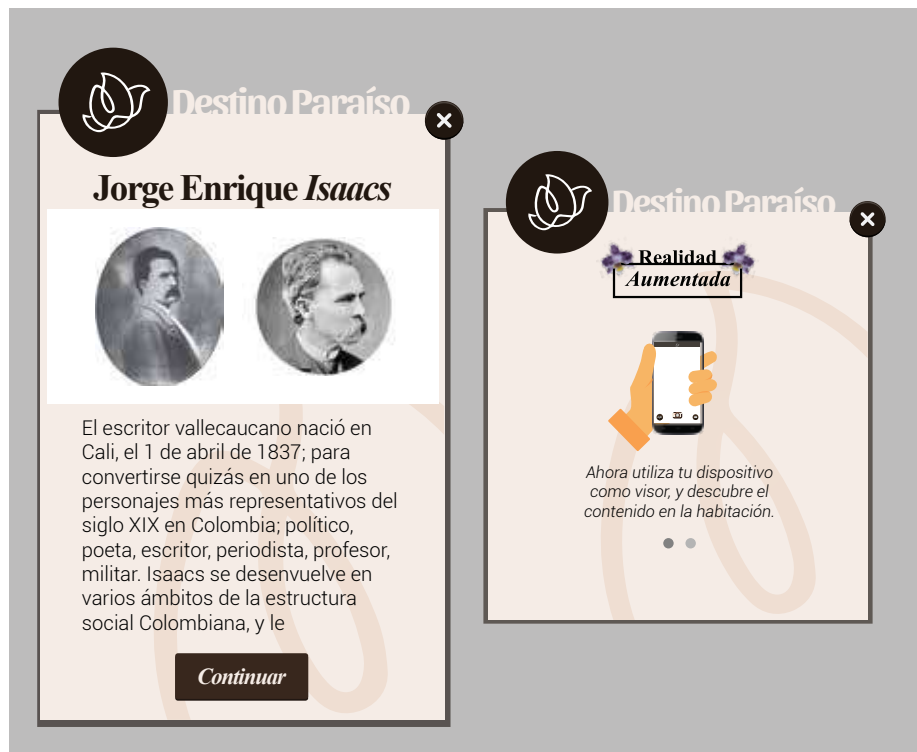 Destino Paraíso
Jorge Enrique Isaacs
El escritor vallecaucano nació en
Cali, el 1 de abril de 1837; para
convertirse quizás en uno de los
personajes más representativos del
siglo XIX en Colombia; político,
poeta, escritor, periodista, profesor,
militar. Isaacs se desenvuelve en
varios ámbitos de la estructura
social Colombiana, y le
Continuar
Destino Paraíso
Realidad
Aumentada
Ahora utiliza tu dispositivo
como visor, y descubre el
contenido en la habitación.